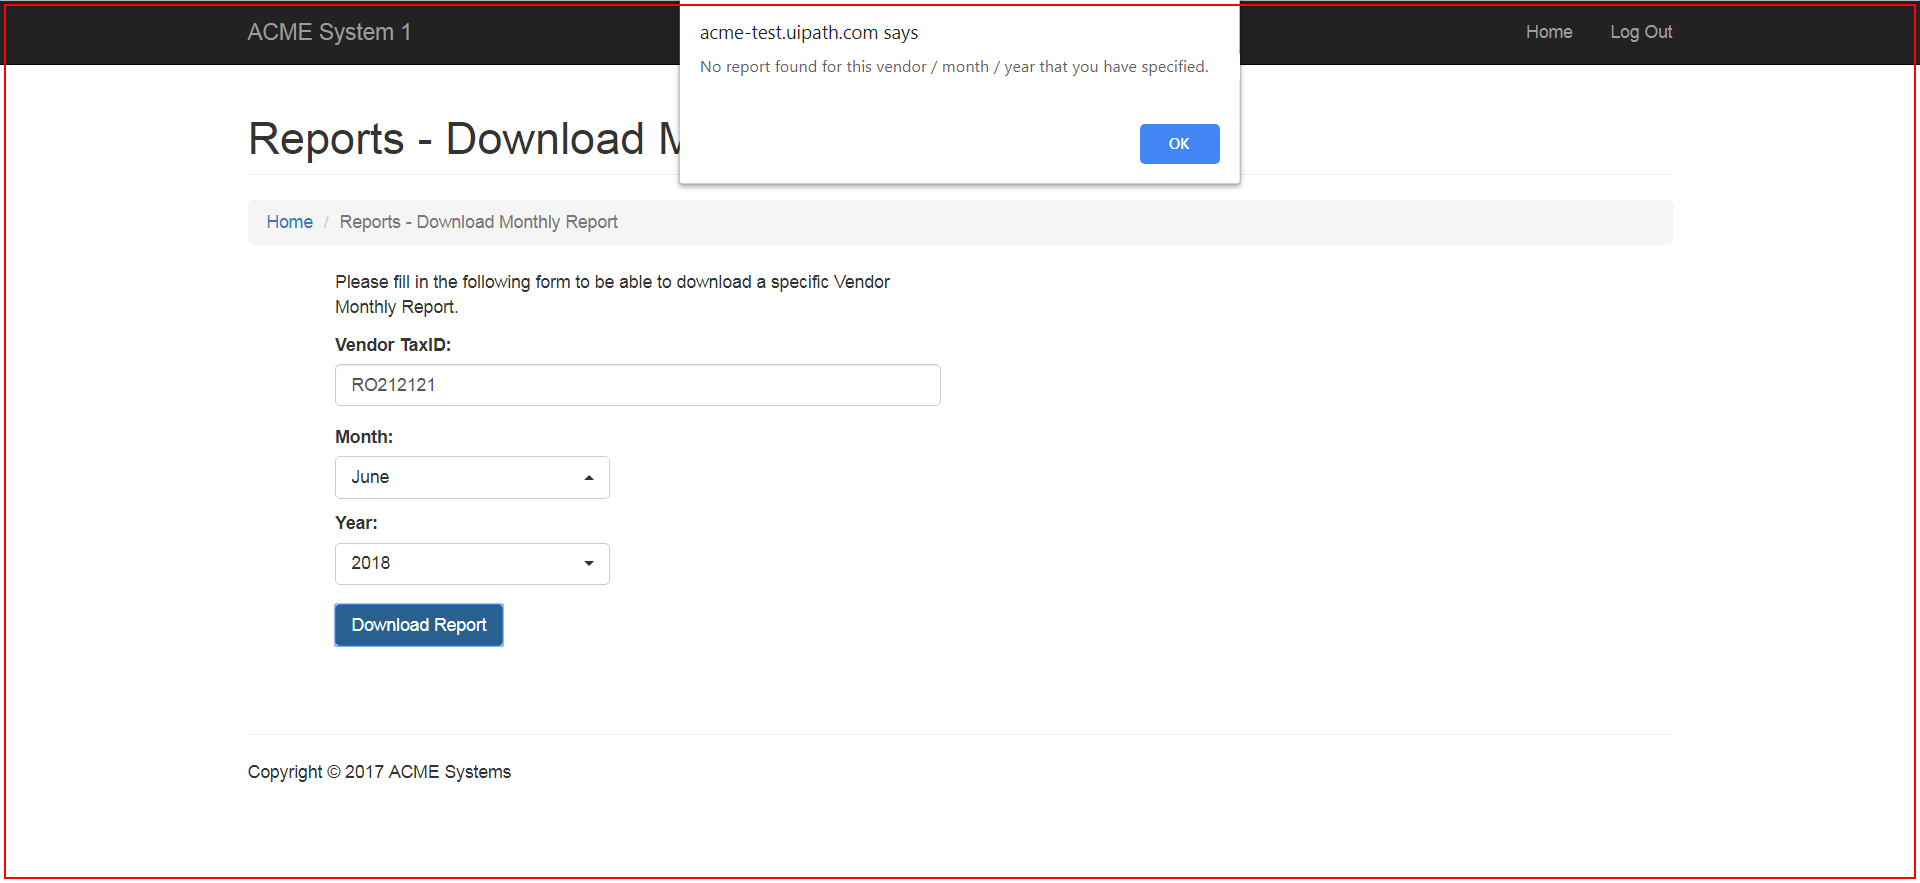 ACME System 1
Home
Log Out
acme-test.uipath.com says
No report found for this vendor / month / year that you have specified.
OK
Reports - Download
Home / Reports - Download Monthly Report
Please fill in the following form to be able to download a specific Vendor
Monthly Report.
Vendor TaxID:
RO212121
Month:
June
Year:
2018
Download Report
Copyright © 2017 ACME Systems